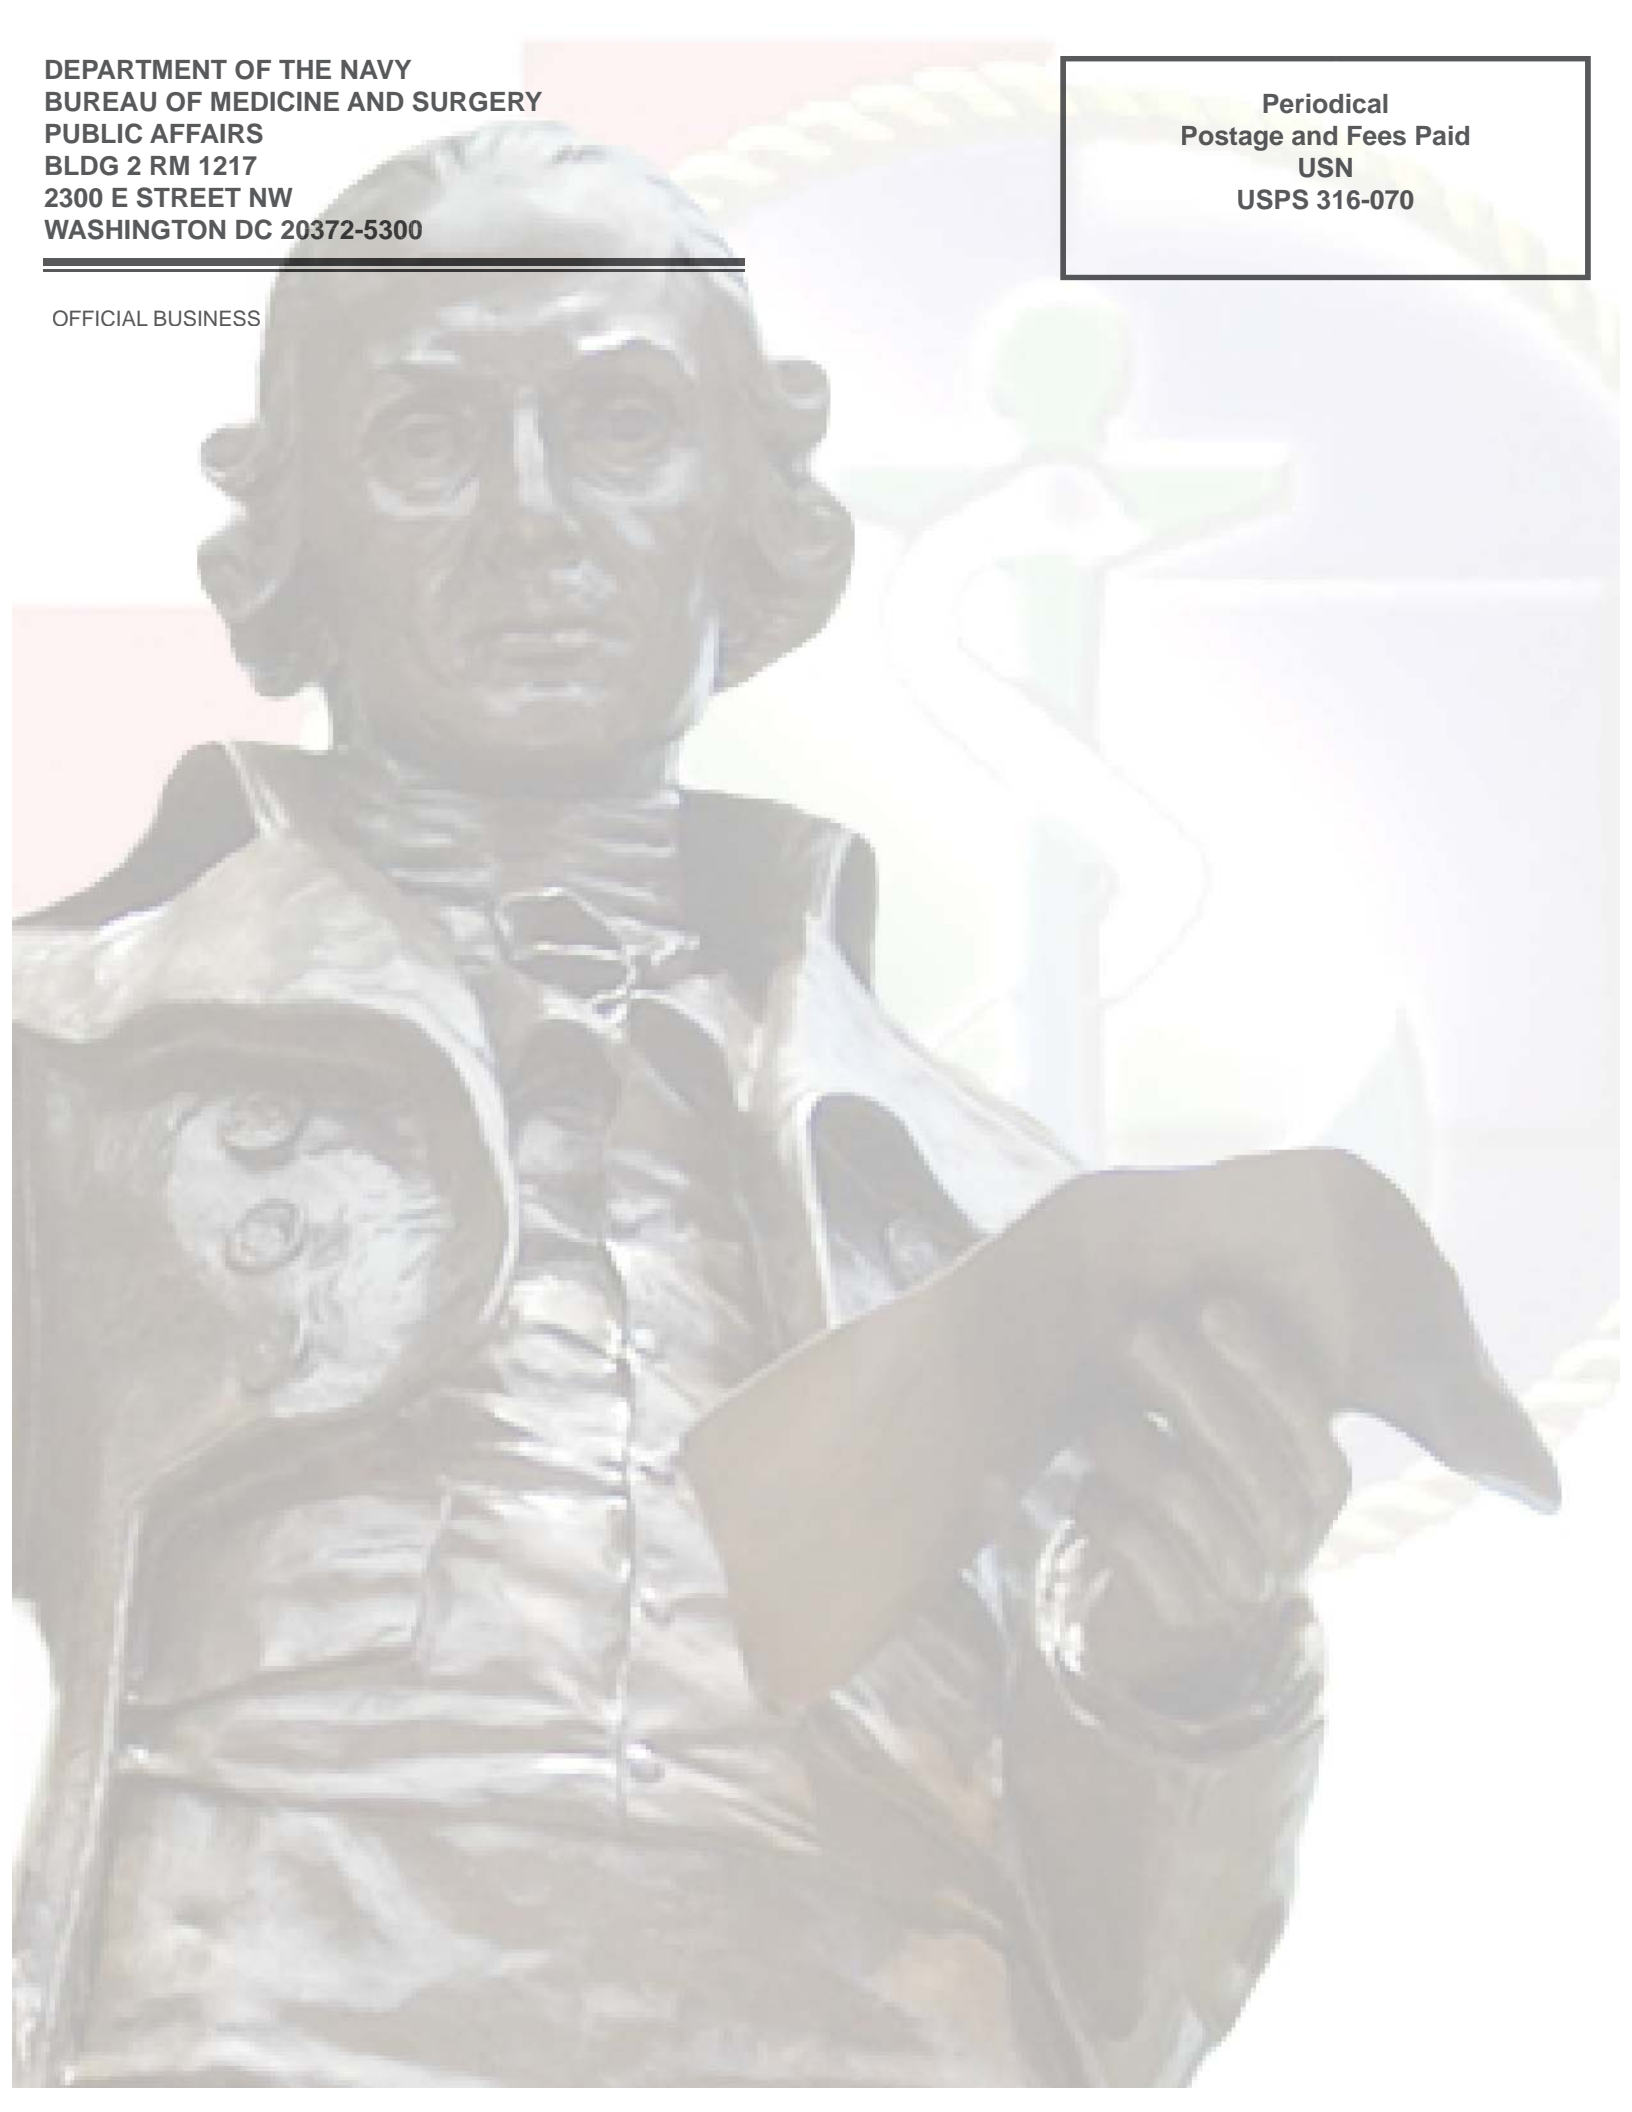 DEPARTMENT OF THE NAVY
BUREAU OF MEDICINE AND SURGERY
PUBLIC AFFAIRS
BLDG 2 RM 1217
2300 E STREET NW
WASHINGTON DC 20372-5300
OFFICIAL BUSINESS
Periodical
Postage and Fees Paid
USN
USPS 316-070